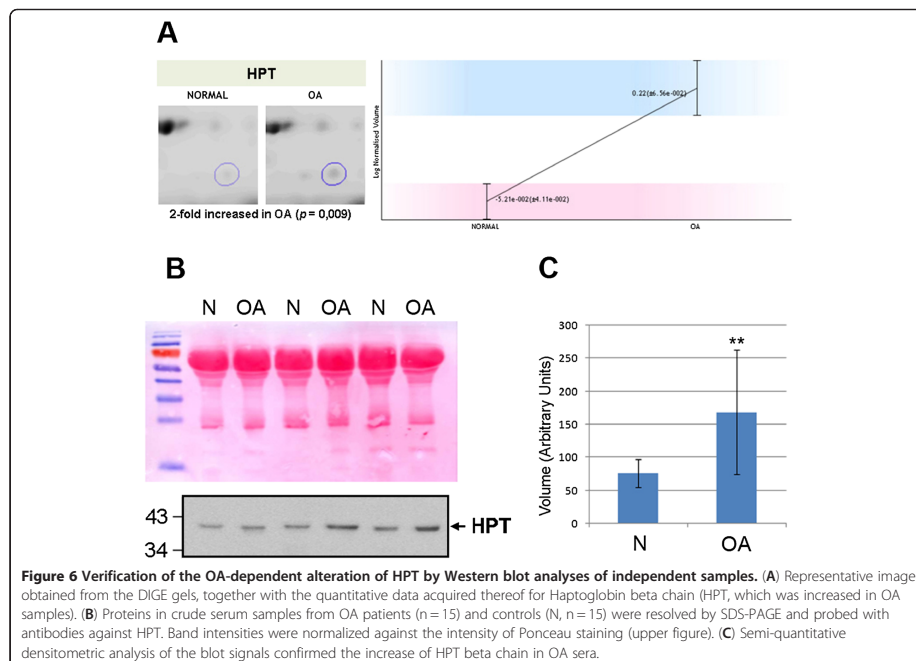 A
HPT
NORMAL OA
2-fold increased in OA (p = 0,009)
Log Normalised Volume
0.22(±6.56e-002)
-5.21e-002(±4.11e-002)
NORMAL OA
B
N OA N OA N OA
43
34
HPT
C
Volume (Arbitrary Units)
300
250
200
150
100
50
0
**
N OA
Figure 6 Verification of the OA-dependent alteration of HPT by Western blot analyses of independent samples. (A) Representative image
obtained from the DIGE gels, together with the quantitative data acquired thereof for Haptoglobin beta chain (HPT, which was increased in OA
samples). (B) Proteins in crude serum samples from OA patients (n = 15) and controls (N, n = 15) were resolved by SDS-PAGE and probed with
antibodies against HPT. Band intensities were normalized against the intensity of Ponceau staining (upper figure). (C) Semi-quantitative
densitometric analysis of the blot signals confirmed the increase of HPT beta chain in OA sera.